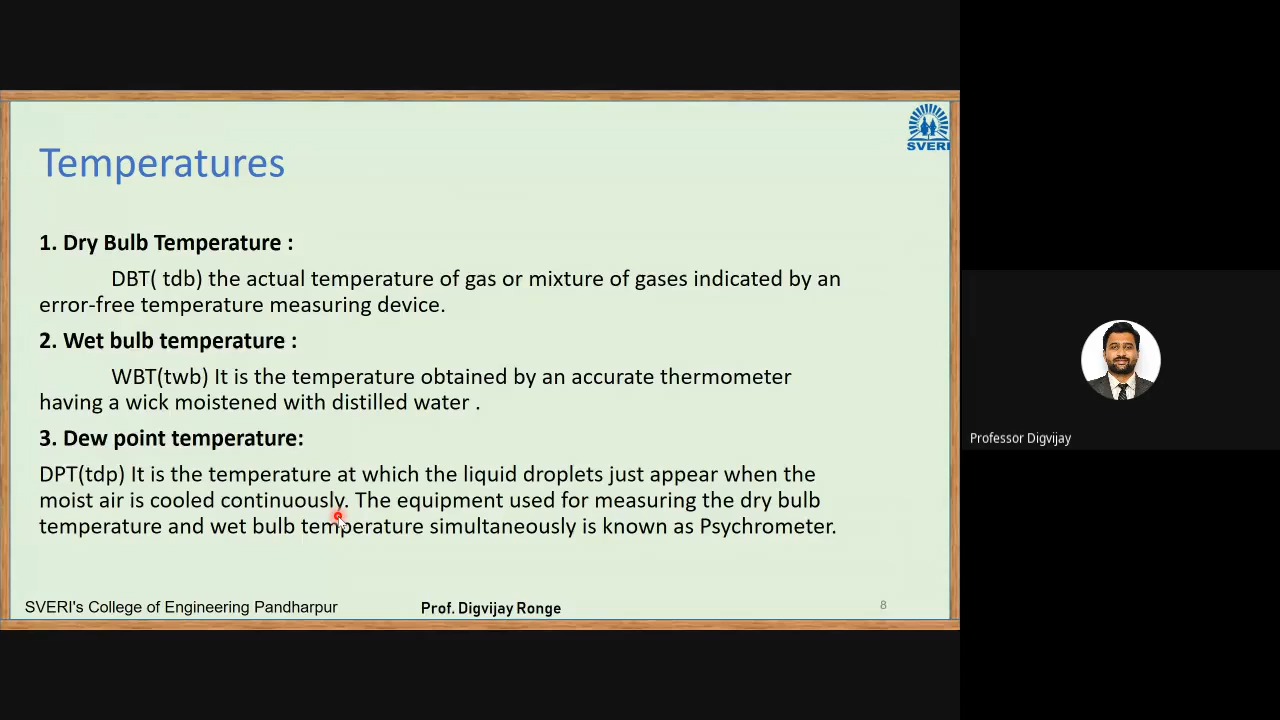 SVERI
Temperatures
1. Dry Bulb Temperature :
DBT( tdb) the actual temperature of gas or mixture of gases indicated by an
error-free temperature measuring device.
2. Wet bulb temperature :
WBT(twb) It is the temperature obtained by an accurate thermometer
having a wick moistened with distilled water .
3. Dew point temperature:
DPT(tdp) It is the temperature at which the liquid droplets just appear when the
moist air is cooled continuously. The equipment used for measuring the dry bulb
temperature and wet bulb temperature simultaneously is known as Psychrometer.
SVERI's College of Engineering Pandharpur
Prof. Digvijay Ronge
8
Professor Digvijay